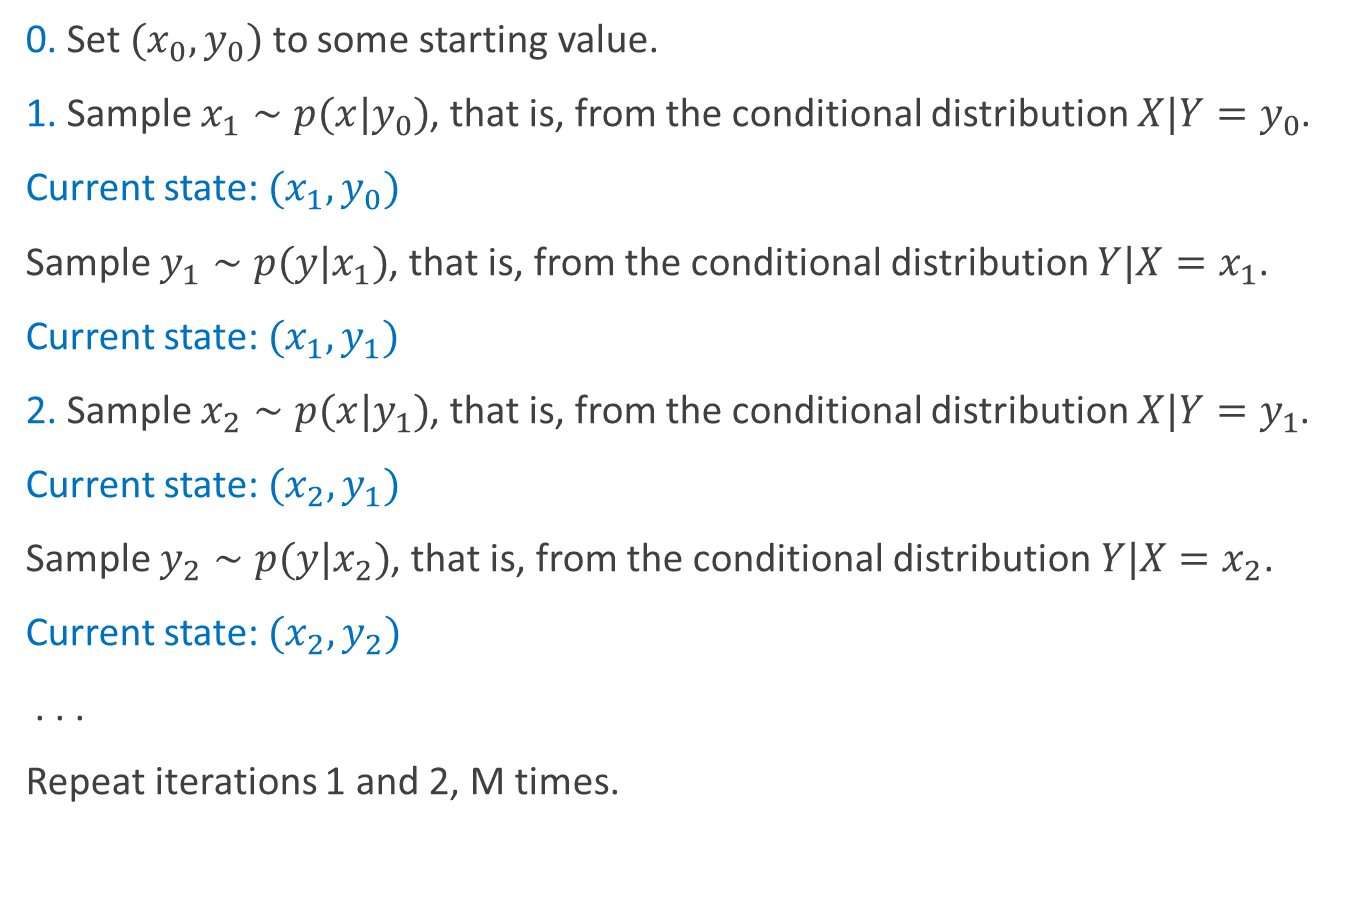 0. Set (x₀, y₀) to some starting value.
1. Sample x₁ ~ p(x|y₀), that is, from the conditional distribution X|Y = y₀.
Current state: (x₁, y₀)
Sample y₁ ~ p(y|x₁), that is, from the conditional distribution Y|X = x₁.
Current state: (x₁, y₁)
2. Sample x₂ ~ p(x|y₁), that is, from the conditional distribution X|Y = y₁.
Current state: (x₂, y₁)
Sample y₂ ~ p(y|x₂), that is, from the conditional distribution Y|X = x₂.
Current state: (x₂, y₂)
. . .
Repeat iterations 1 and 2, M times.